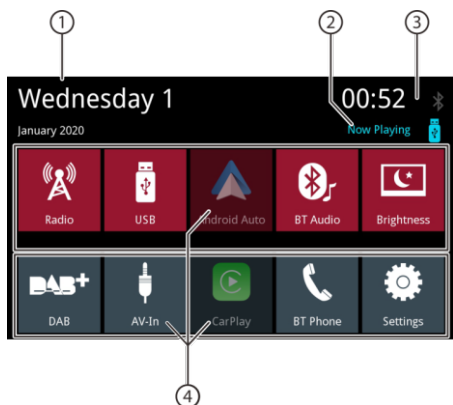 1
2
3
Wednesday 1
00:52
January 2020
Now Playing
Radio
USB
Android Auto
BT Audio
Brightness
DAB+
DAB
AV-In
CarPlay
BT Phone
Settings
4